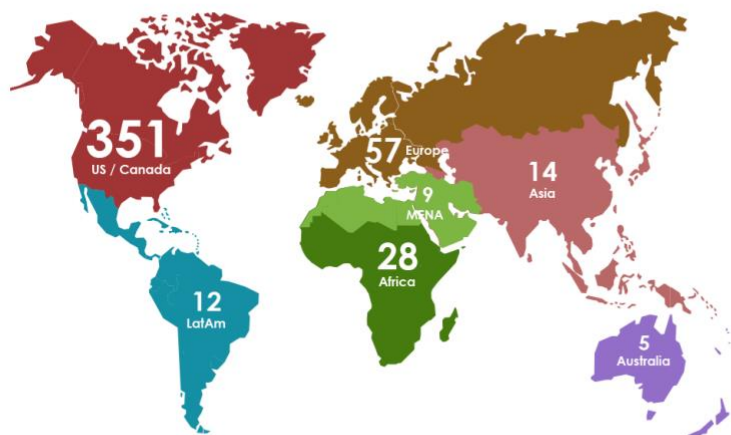 351
US / Canada
57 Europe
14
Asia
9
MENA
28
Africa
12
LatAm
5
Australia